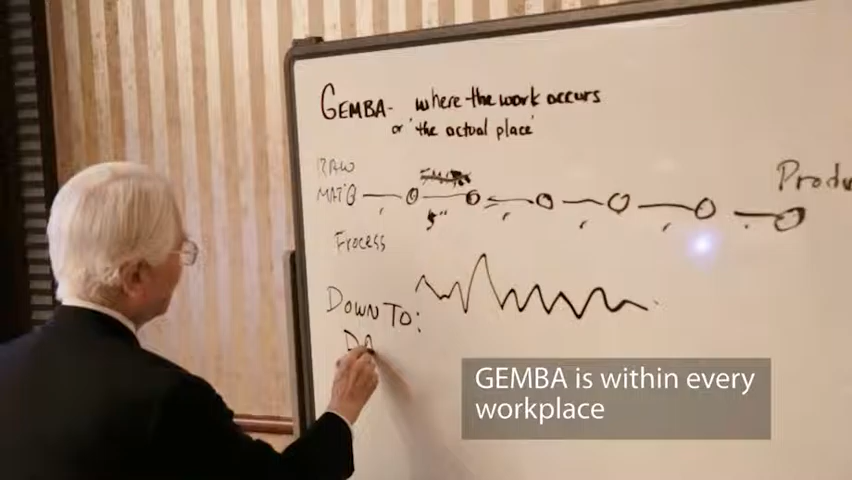 GEMBA- where the work occurs
or 'the actual place'
RAW
MAT'S
Produ
Process
DOWN TO:
DA
GEMBA is within every
workplace